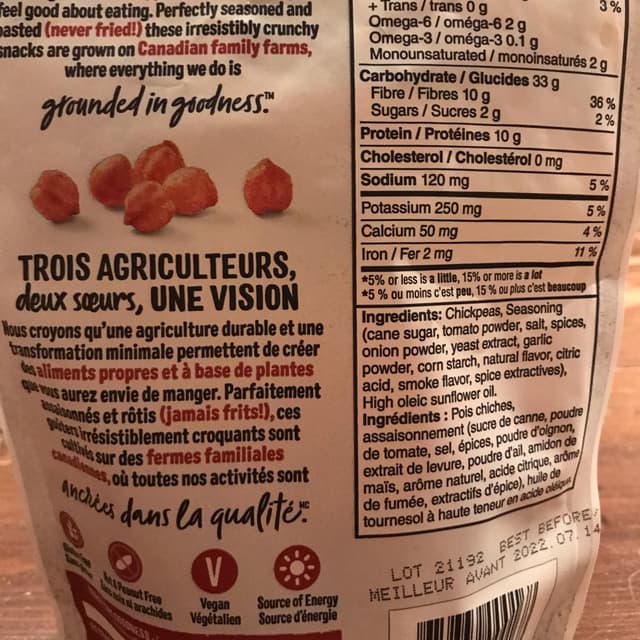 feel good about eating. Perfectly seasoned and
(never fried!) these irresistibly crunchy
snacks are grown on Canadian family farms,
where everything we do is
grounded in goodness.™
TROIS AGRICULTEURS,
deux sœurs, UNE VISION
Nous croyons qu'une agriculture durable et une
transformation minimale permettent de créer
des aliments propres et à base de plantes
que vous aurez envie de manger. Parfaitement
assaisonnés et rôtis (jamais frits!), ces
irrésistiblement croquants sont
cultivés sur des fermes familiales
canadiennes, où toutes nos activités sont
ancrées dans la qualité. MC
Nut & Peanut Free
Sans noix ni arachides
V
Vegan
Végétalien
Source of Energy
Source d'énergie
+ Trans / trans 0 g
3 %
Omega-6 / oméga-6 2 g
Omega-3 / oméga-3 0.1 g
Monounsaturated / monoinsaturés 2 g
Carbohydrate / Glucides 33 g
Fibre / Fibres 10 g 36 %
Sugars / Sucres 2 g 2 %
Protein / Protéines 10 g
Cholesterol / Cholestérol 0 mg
Sodium 120 mg 5 %
Potassium 250 mg 5 %
Calcium 50 mg 4 %
Iron / Fer 2 mg 11 %
*5% or less is a little, 15% or more is a lot
*5 % ou moins c'est peu, 15 % ou plus c'est beaucoup
Ingredients: Chickpeas, Seasoning
(cane sugar, tomato powder, salt, spices,
onion powder, yeast extract, garlic
powder, corn starch, natural flavor, citric
acid, smoke flavor, spice extractives),
High oleic sunflower oil.
Ingrédients : Pois chiches,
assaisonnement (sucre de canne, poudre
de tomate, sel, épices, poudre d'oignon,
extrait de levure, poudre d'ail, amidon de
maïs, arôme naturel, acide citrique, arôme
de fumée, extractifs d'épice), huile de
tournesol à haute teneur en acide oléique.
LOT 21192 BEST BEFORE
MEILLEUR AVANT 2022.07.14